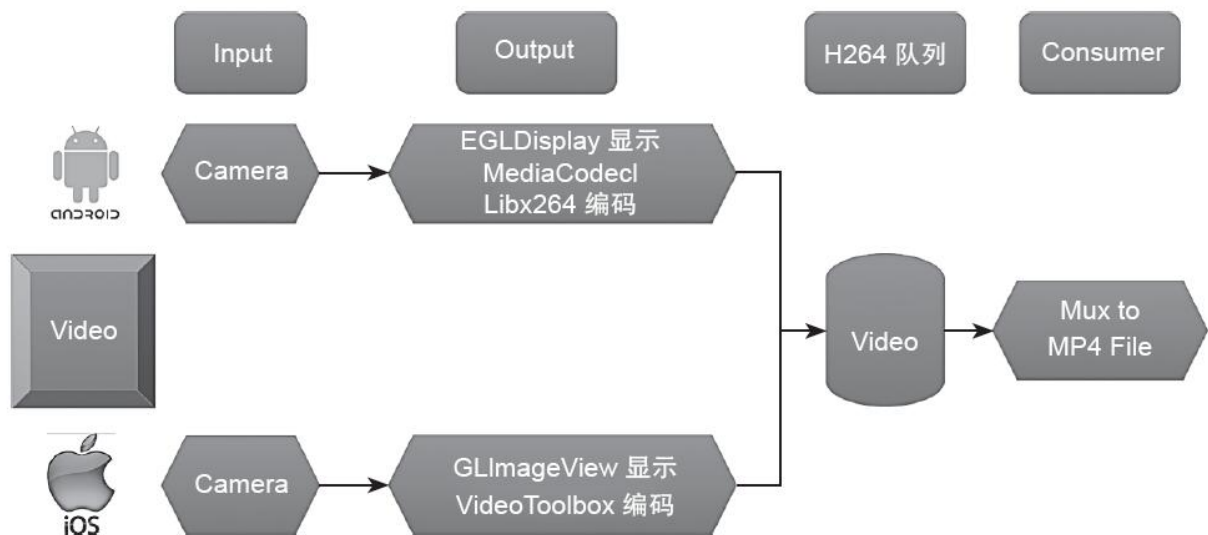 Input
Output
H264 队列
Consumer
ANDROID
Camera
EGLDisplay 显示
MediaCodecl
Libx264 编码
Video
Video
Mux to
MP4 File
iOS
Camera
GLImageView 显示
VideoToolbox 编码